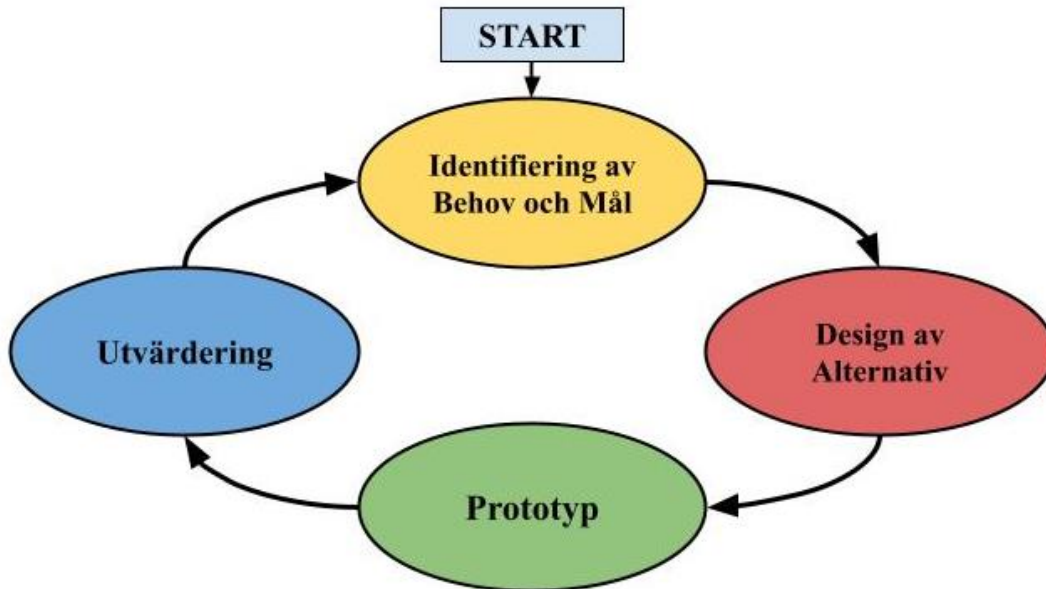 START
Identifiering av
Behov och Mål
Design av
Alternativ
Prototyp
Utvärdering